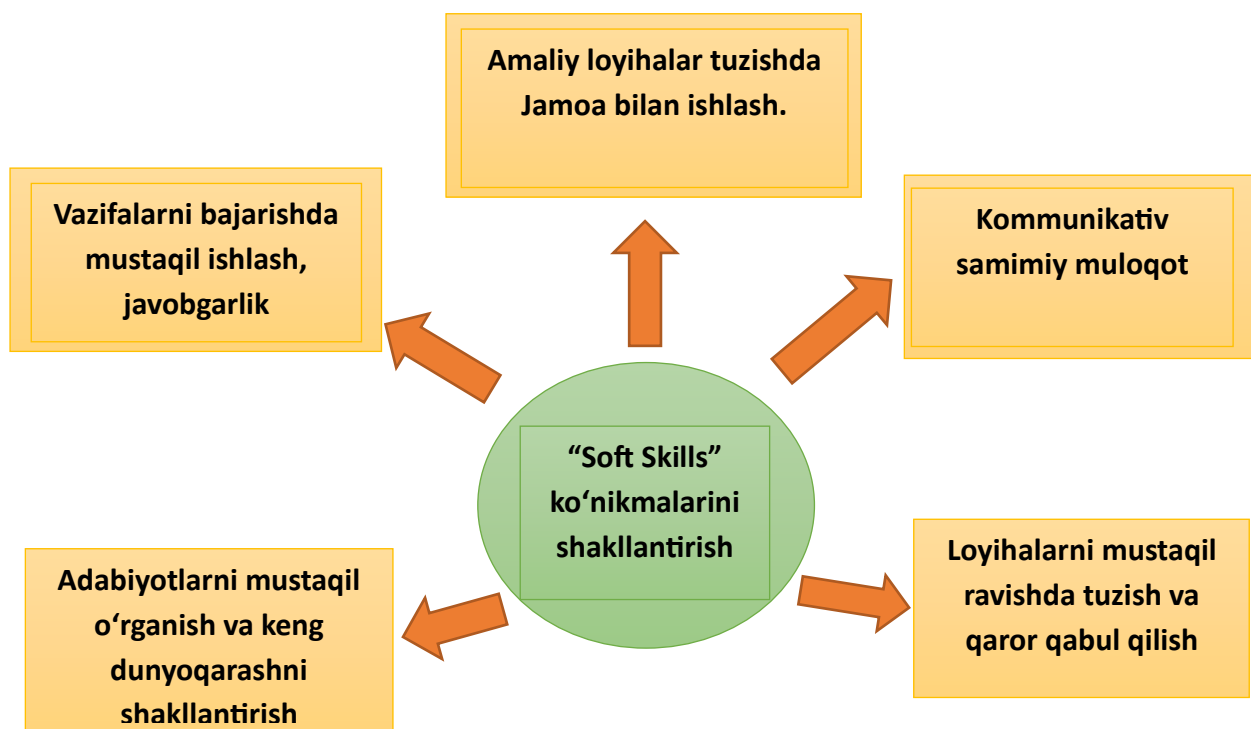 Amaliy loyihalar tuzishda
Jamoa bilan ishlash.
Vazifalarni bajarishda
mustaqil ishlash,
javobgarlik
Kommunikativ
samimiy muloqot
“Soft Skills”
ko‘nikmalarini
shakllantirish
Adabiyotlarni mustaqil
o‘rganish va keng
dunyoqarashni
shakllantirish
Loyihalarni mustaqil
ravishda tuzish va
qaror qabul qilish